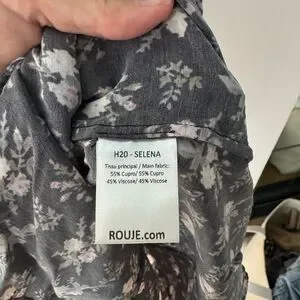 H20 - SELENA
Tissu principal / Main fabric:
55% Cupro/ 55% Cupro
45% Viscose/ 45% Viscose
ROUJE.com